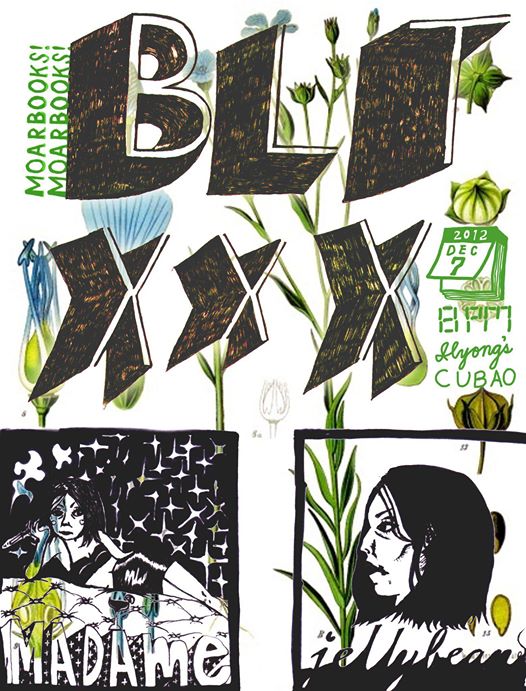 MOARBOOKS!
MOARBOOKS!
BLT
XXX
2012
DEC
7
8PM
Ilyong's
CUBAO
MADAME
jellybean